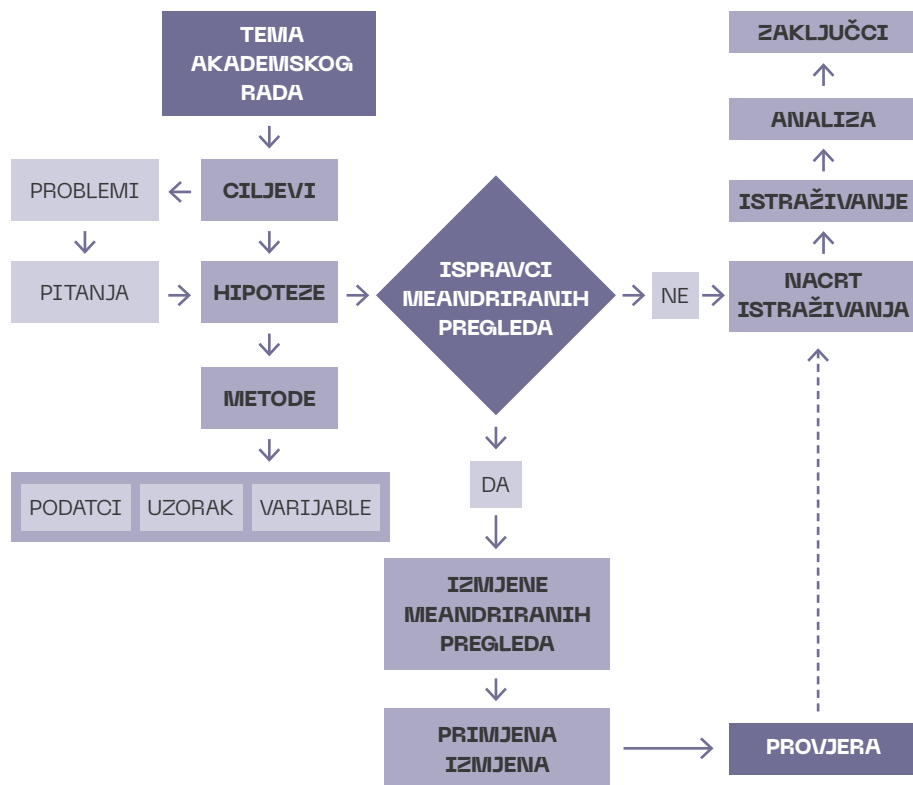 TEMA
AKADEMSKOG
RADA
PROBLEMI
CILJEVI
PITANJA
HIPOTEZE
METODE
PODATCI
UZORAK
VARIJABLE
ISPRAVCI
MEANDRIRANIH
PREGLEDA
NE
DA
IZMJENE
MEANDRIRANIH
PREGLEDA
PRIMJENA
IZMJENA
PROVJERA
ZAKLJUČCI
ANALIZA
ISTRAŽIVANJE
NACRT
ISTRAŽIVANJA